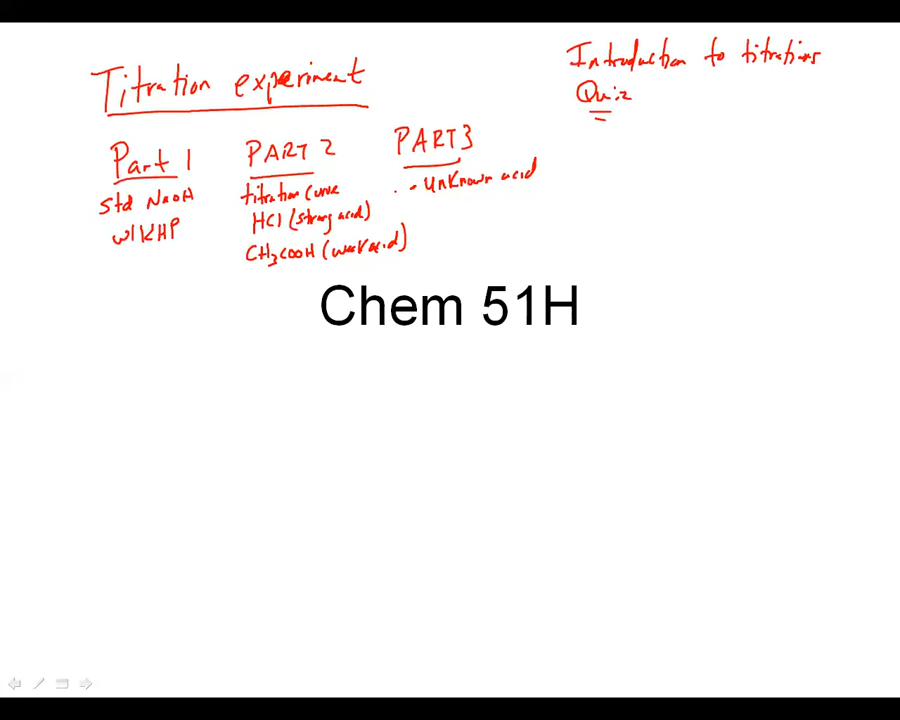 Titration experiment
Introduction to titrations
Quiz
Part 1
Std NaOH
w/KHP
PART 2
titration curve
HCl (strong acid)
CH3COOH (weak acid)
PART 3
- Unknown acid
Chem 51H